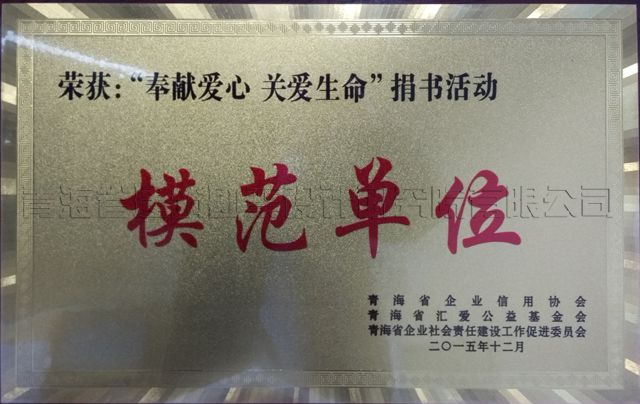 荣获：“奉献爱心 关爱生命”捐书活动
模范单位
青海省企业信用协会
青海省汇爱公益基金会
青海省企业社会责任建设工作促进委员会
二〇一五年十二月